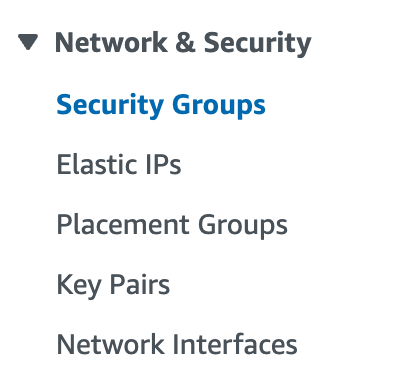 Network & Security
Security Groups
Elastic IPs
Placement Groups
Key Pairs
Network Interfaces